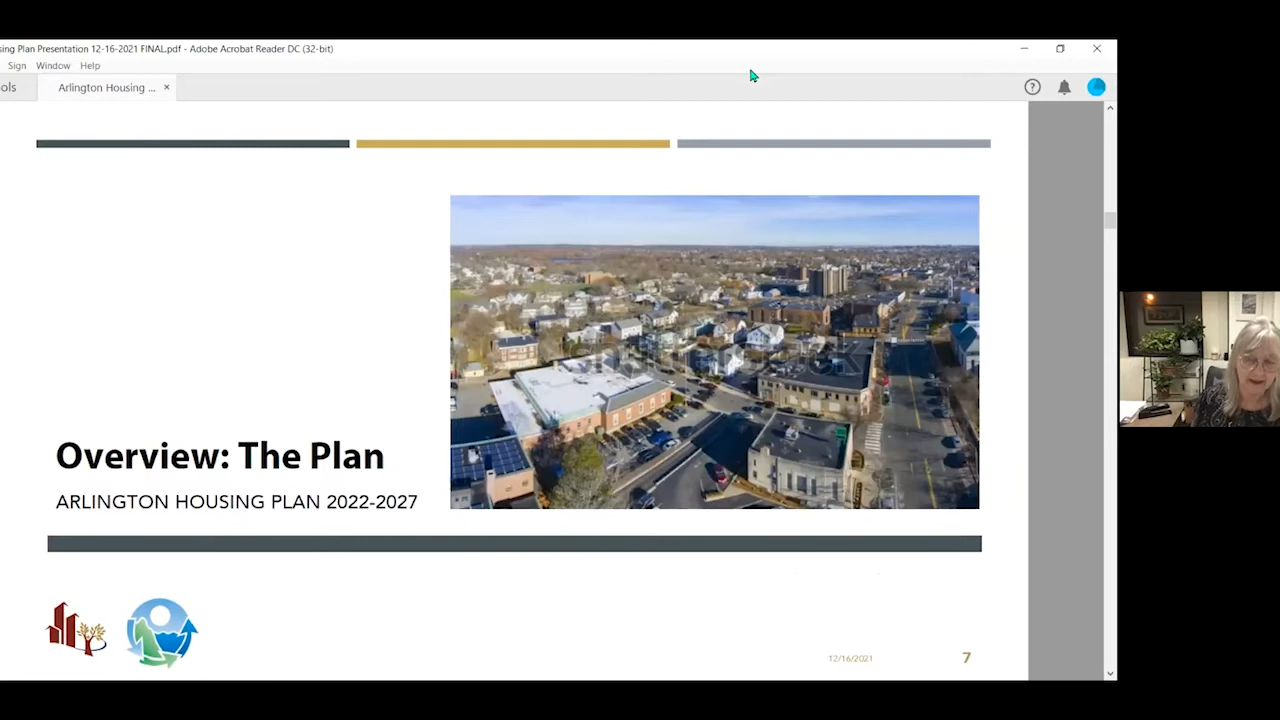 sing Plan Presentation 12-16-2021 FINAL.pdf - Adobe Acrobat Reader DC (32-bit)
Sign Window Help
ols Arlington Housing ... ×
shutterstock
Overview: The Plan
ARLINGTON HOUSING PLAN 2022-2027
12/16/2021 7